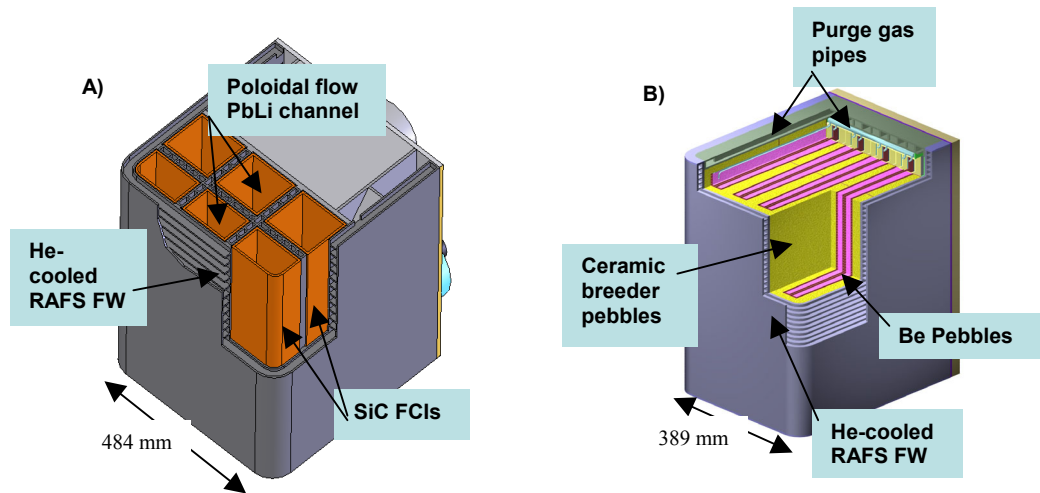 A)
Poloidal flow
PbLi channel
He-
cooled
RAFS FW
SiC FCIs
484 mm
B)
Purge gas
pipes
Ceramic
breeder
pebbles
Be Pebbles
He-cooled
RAFS FW
389 mm